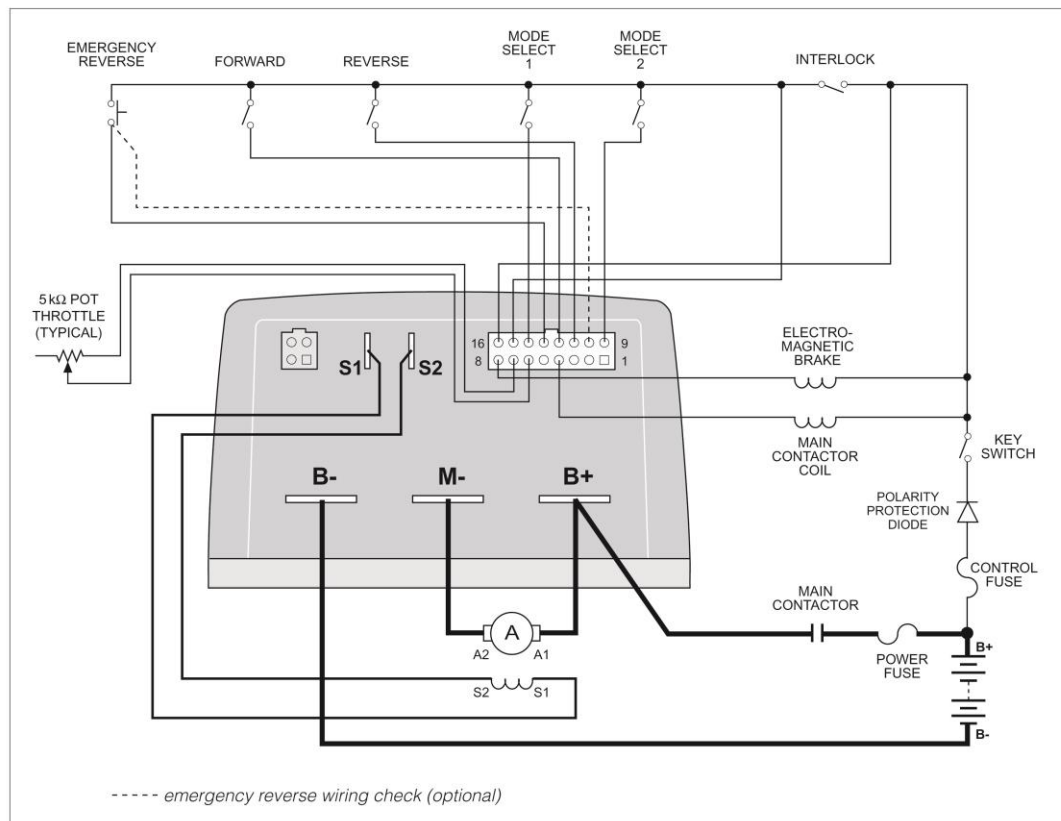 EMERGENCY
REVERSE
FORWARD
REVERSE
MODE
SELECT
1
MODE
SELECT
2
INTERLOCK
5 kΩ POT
THROTTLE
(TYPICAL)
S1
S2
16
9
8
1
ELECTRO-
MAGNETIC
BRAKE
MAIN
CONTACTOR
COIL
KEY
SWITCH
POLARITY
PROTECTION
DIODE
CONTROL
FUSE
B-
M-
B+
MAIN
CONTACTOR
POWER
FUSE
B+
B-
A
A2
A1
S2
S1
emergency reverse wiring check (optional)